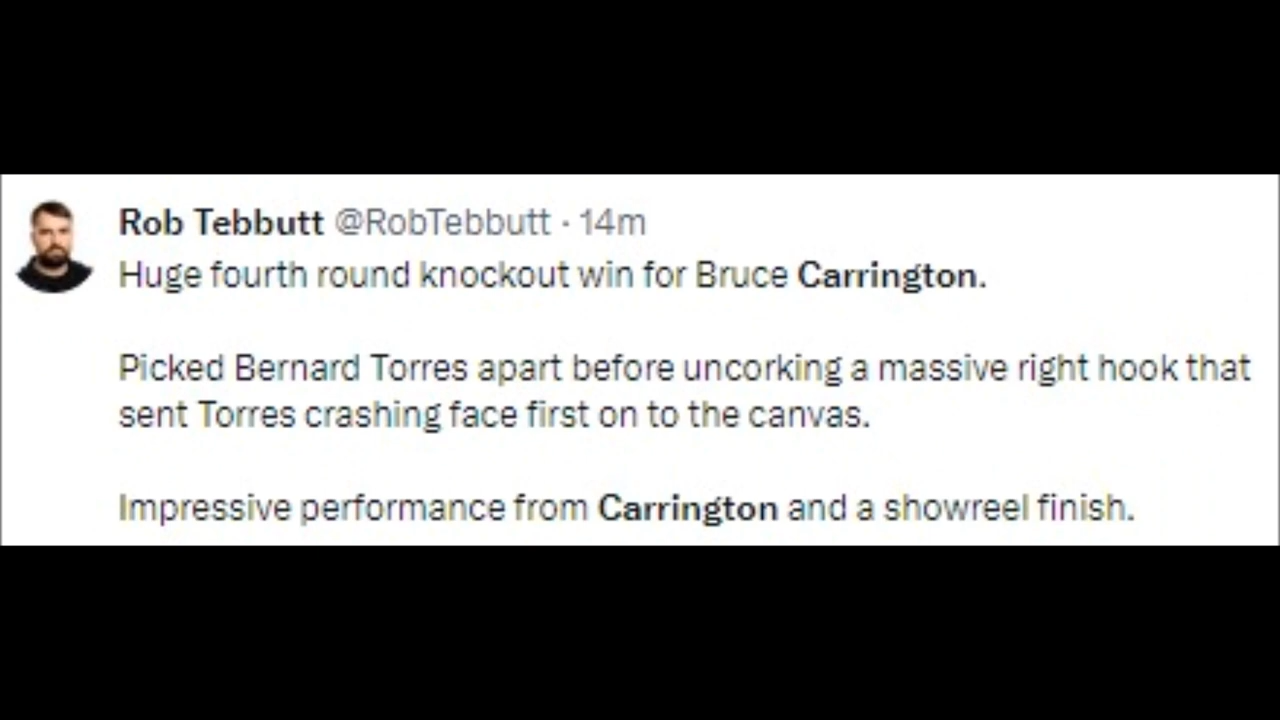 Rob Tebbutt @RobTebbutt · 14m
Huge fourth round knockout win for Bruce Carrington.
Picked Bernard Torres apart before uncorking a massive right hook that
sent Torres crashing face first on to the canvas.
Impressive performance from Carrington and a showreel finish.